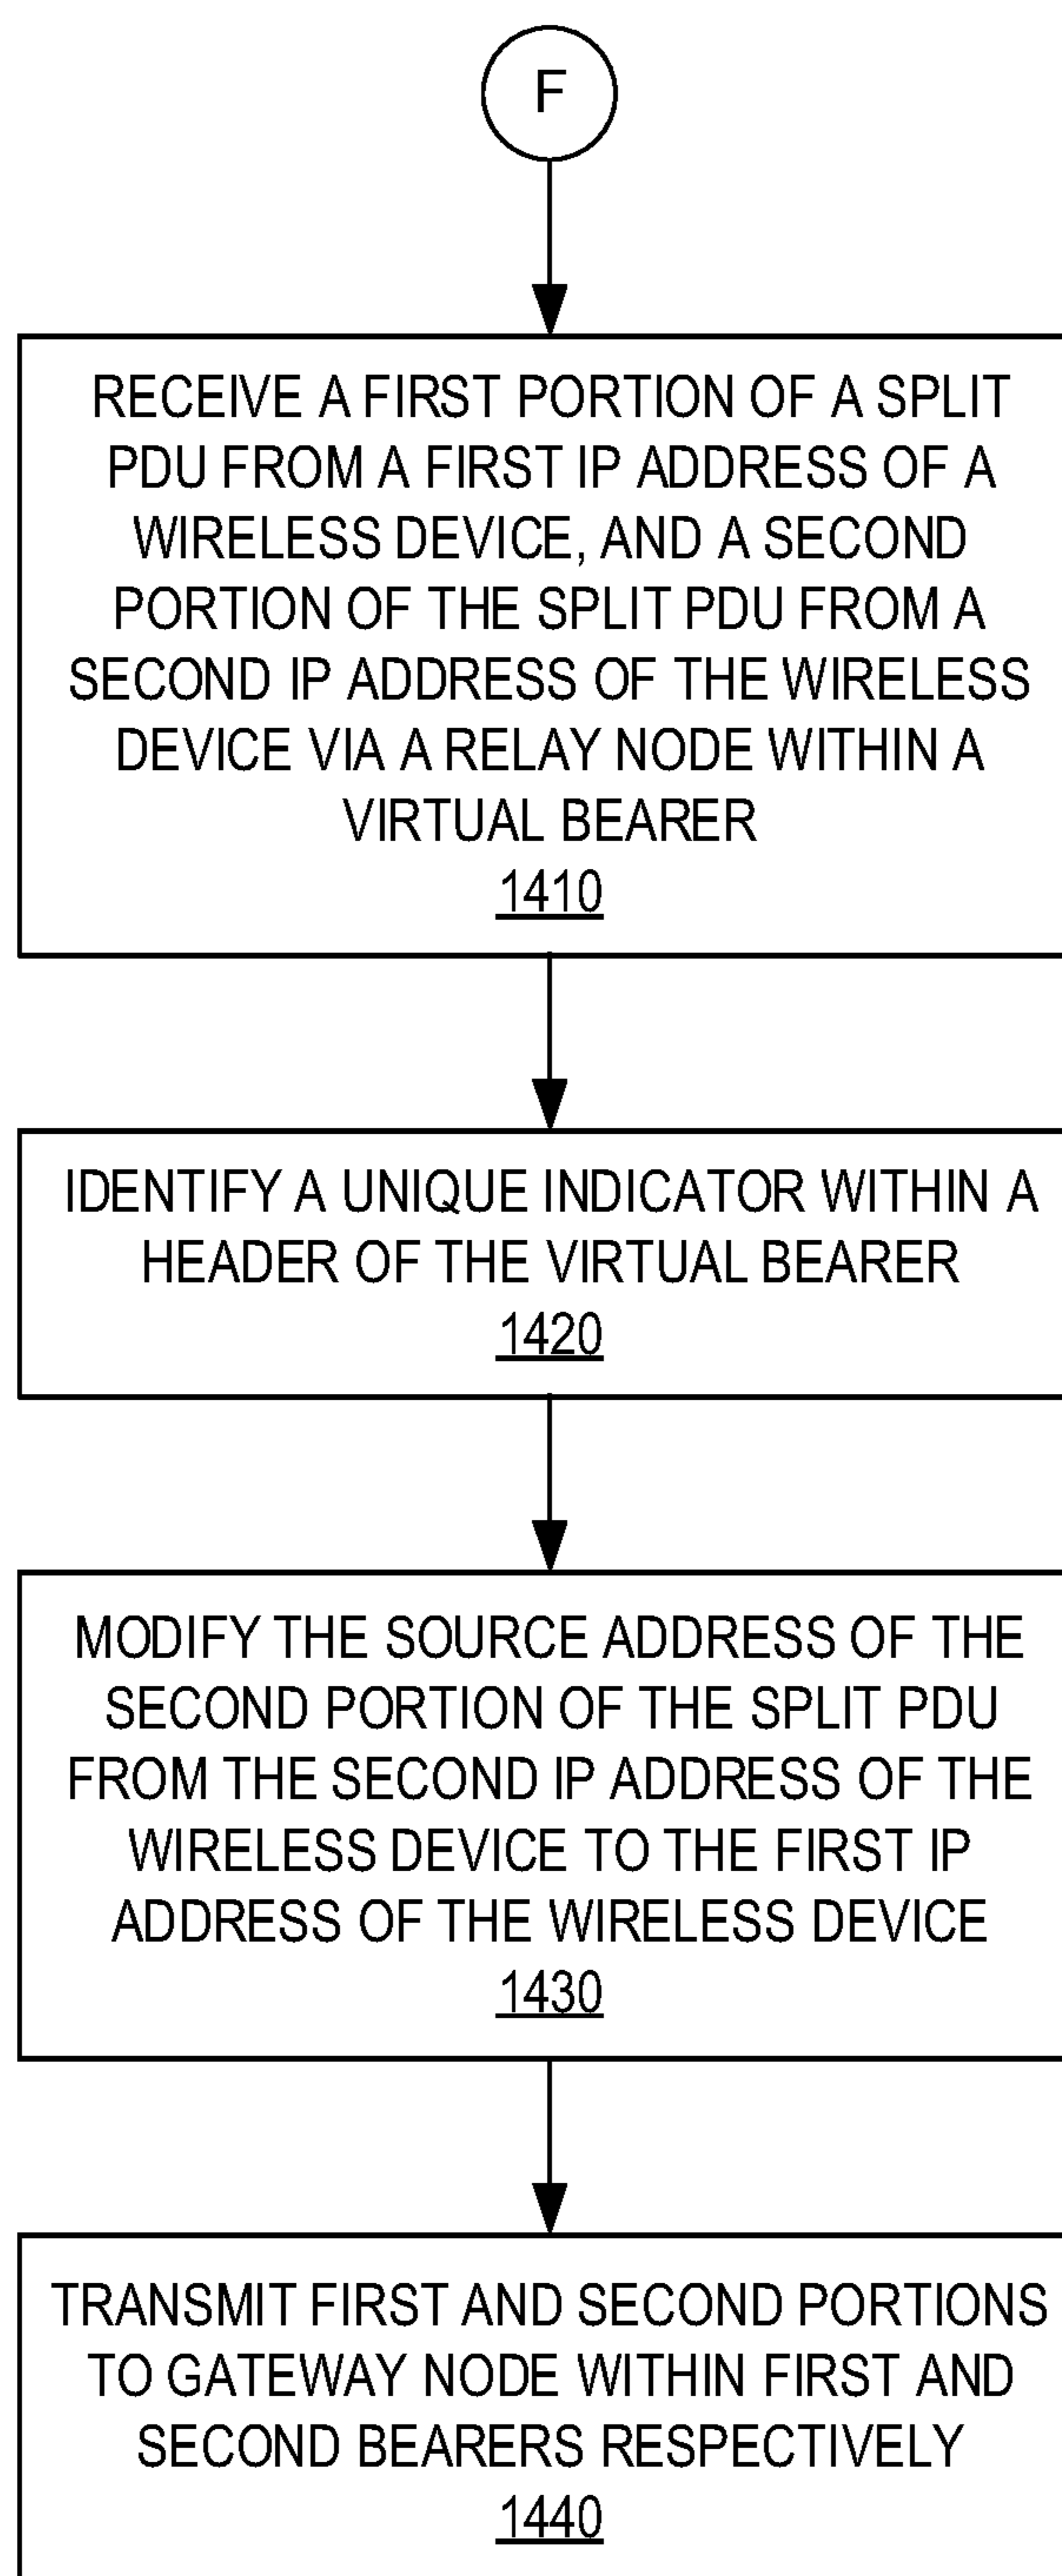 F
RECEIVE A FIRST PORTION OF A SPLIT
PDU FROM A FIRST IP ADDRESS OF A
WIRELESS DEVICE, AND A SECOND
PORTION OF THE SPLIT PDU FROM A
SECOND IP ADDRESS OF THE WIRELESS
DEVICE VIA A RELAY NODE WITHIN A
VIRTUAL BEARER
1410
IDENTIFY A UNIQUE INDICATOR WITHIN A
HEADER OF THE VIRTUAL BEARER
1420
MODIFY THE SOURCE ADDRESS OF THE
SECOND PORTION OF THE SPLIT PDU
FROM THE SECOND IP ADDRESS OF THE
WIRELESS DEVICE TO THE FIRST IP
ADDRESS OF THE WIRELESS DEVICE
1430
TRANSMIT FIRST AND SECOND PORTIONS
TO GATEWAY NODE WITHIN FIRST AND
SECOND BEARERS RESPECTIVELY
1440